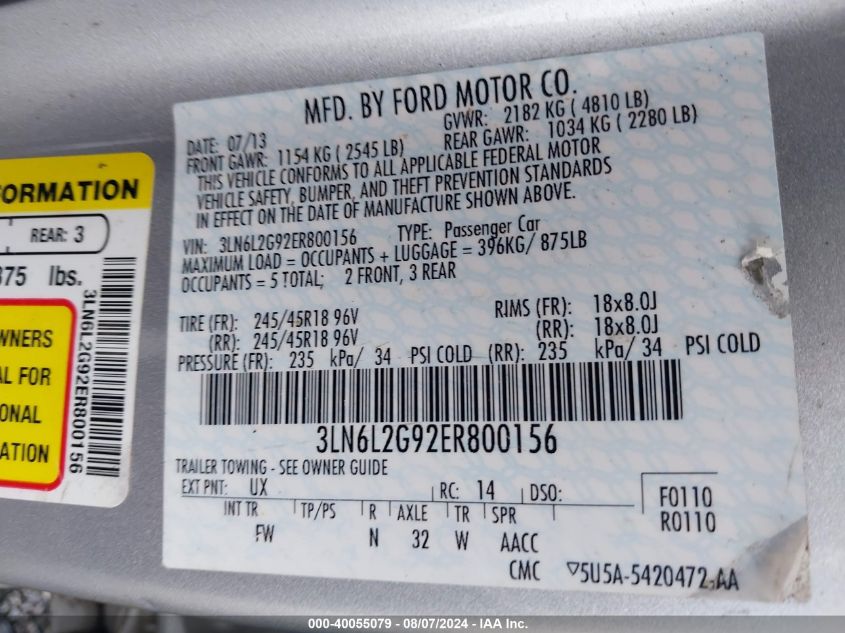 MFD. BY FORD MOTOR CO.
DATE: 07/13 GVWR: 2182 KG ( 4810 LB)
FRONT GAWR: 1154 KG ( 2545 LB) REAR GAWR: 1034 KG ( 2280 LB)
THIS VEHICLE CONFORMS TO ALL APPLICABLE FEDERAL MOTOR
VEHICLE SAFETY, BUMPER, AND THEFT PREVENTION STANDARDS
IN EFFECT ON THE DATE OF MANUFACTURE SHOWN ABOVE.
VIN: 3LN6L2G92ER800156 TYPE: Passenger Car
MAXIMUM LOAD = OCCUPANTS + LUGGAGE = 396KG/ 875LB
OCCUPANTS = 5 TOTAL; 2 FRONT, 3 REAR
TIRE (FR): 245/45R18 96V RIMS (FR): 18x8.0J
(RR): 245/45R18 96V (RR): 18x8.0J
PRESSURE (FR): 235 kPa/ 34 PSI COLD (RR): 235 kPa/ 34 PSI COLD
3LN6L2G92ER800156
TRAILER TOWING - SEE OWNER GUIDE
EXT PNT: UX RC: 14 DSO: F0110
INT TR TP/PS R AXLE TR SPR R0110
FW N 32 W AACC
CMC ▽5U5A-5420472-AA
FORMATION
REAR: 3
875 lbs.
WNERS
AL FOR
ONAL
ATION
3LN6L2G92ER800156
000-40055079 - 08/07/2024 - IAA Inc.